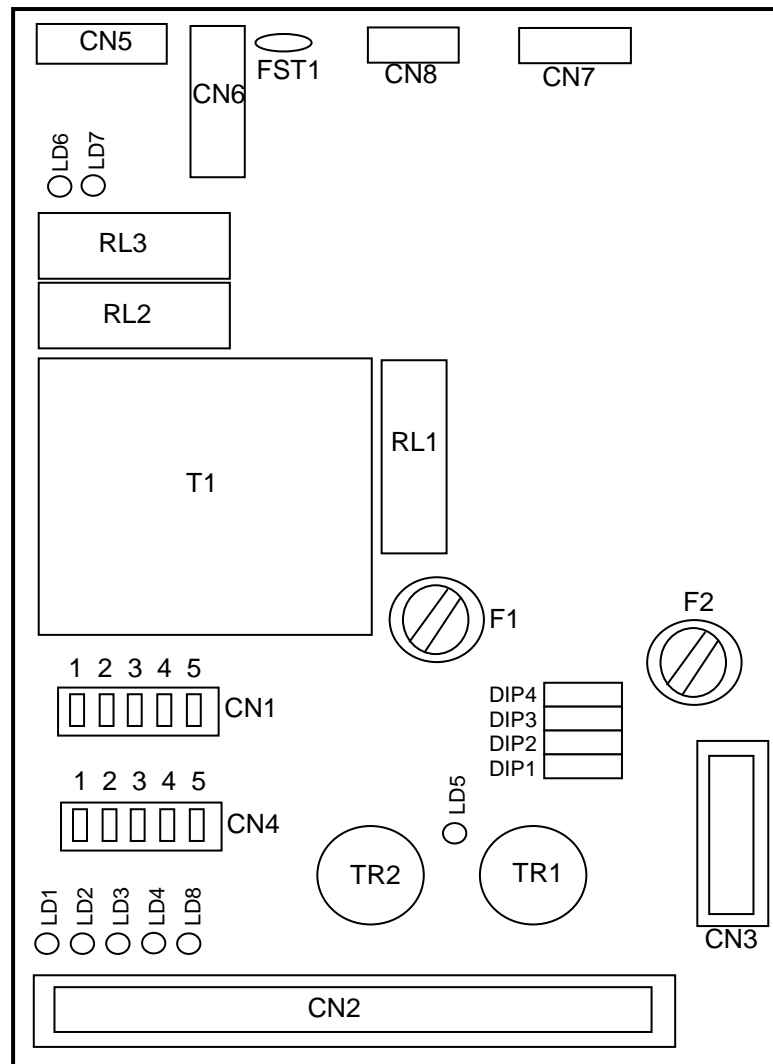 CN5
CN6
FST1
CN8
CN7
LD6
LD7
RL3
RL2
T1
RL1
F1
F2
1 2 3 4 5
CN1
DIP4
DIP3
DIP2
DIP1
1 2 3 4 5
CN4
LD5
TR2
TR1
CN3
LD1
LD2
LD3
LD4
LD8
CN2